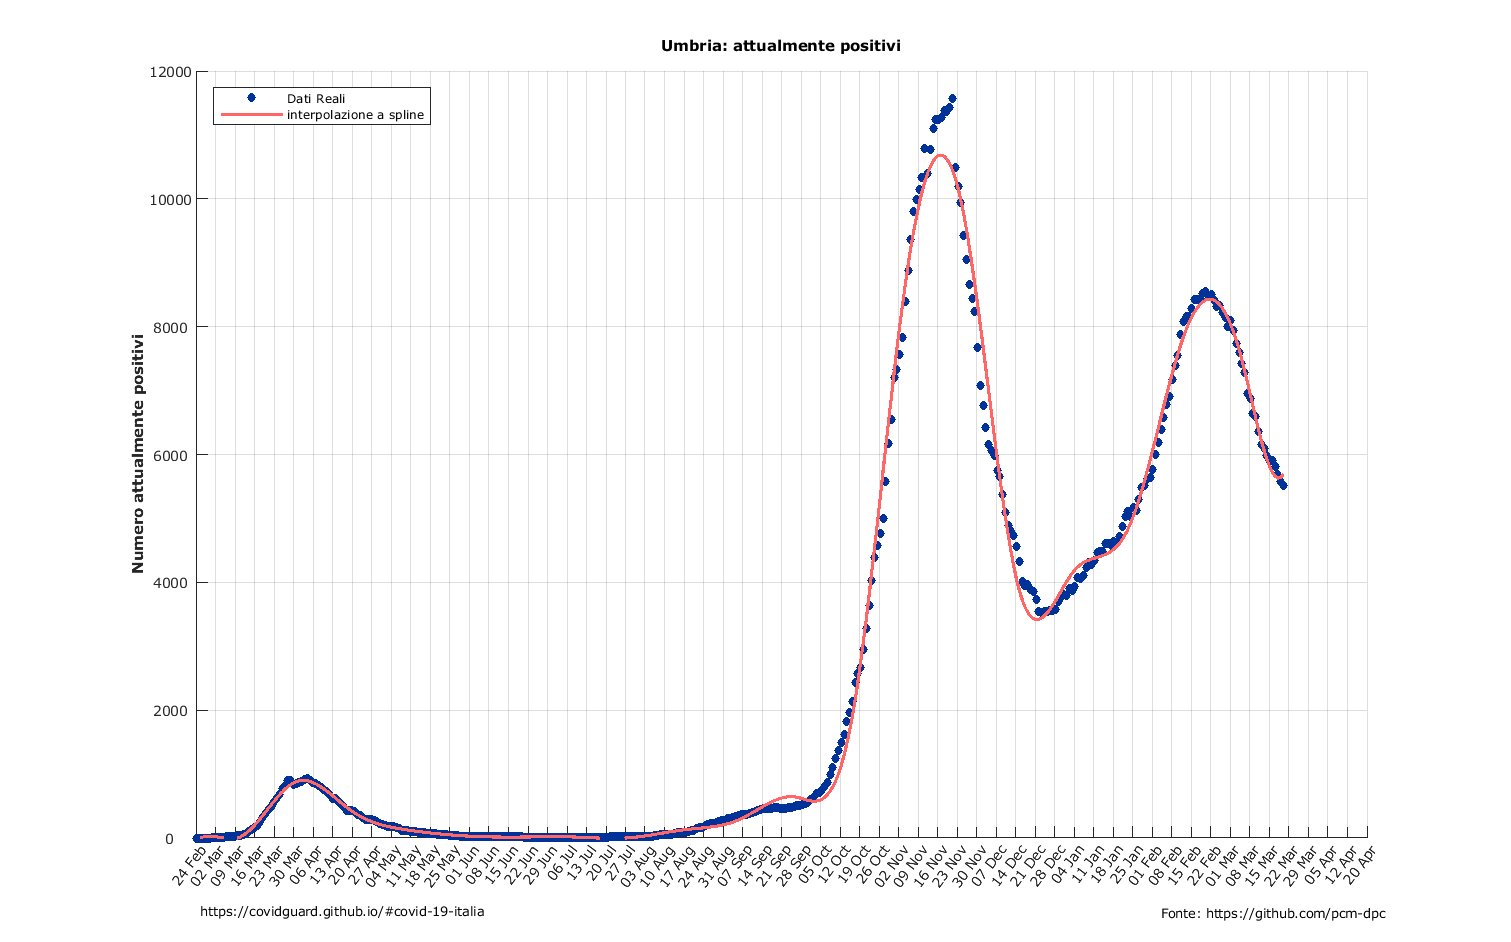 Umbria: attualmente positivi
12000
10000
8000
6000
4000
2000
0
Numero attualmente positivi
Dati Reali
interpolazione a spline
24 Feb
02 Mar
09 Mar
16 Mar
23 Mar
30 Mar
06 Apr
13 Apr
20 Apr
27 Apr
04 May
11 May
18 May
25 May
01 Jun
08 Jun
15 Jun
22 Jun
29 Jun
06 Jul
13 Jul
20 Jul
27 Jul
03 Aug
10 Aug
17 Aug
24 Aug
31 Aug
07 Sep
14 Sep
21 Sep
28 Sep
05 Oct
12 Oct
19 Oct
26 Oct
02 Nov
09 Nov
16 Nov
23 Nov
30 Nov
07 Dec
14 Dec
21 Dec
28 Dec
04 Jan
11 Jan
18 Jan
25 Jan
01 Feb
08 Feb
15 Feb
22 Feb
01 Mar
08 Mar
15 Mar
22 Mar
29 Mar
05 Apr
12 Apr
20 Apr
https://covidguard.github.io/#covid-19-italia
Fonte: https://github.com/pcm-dpc